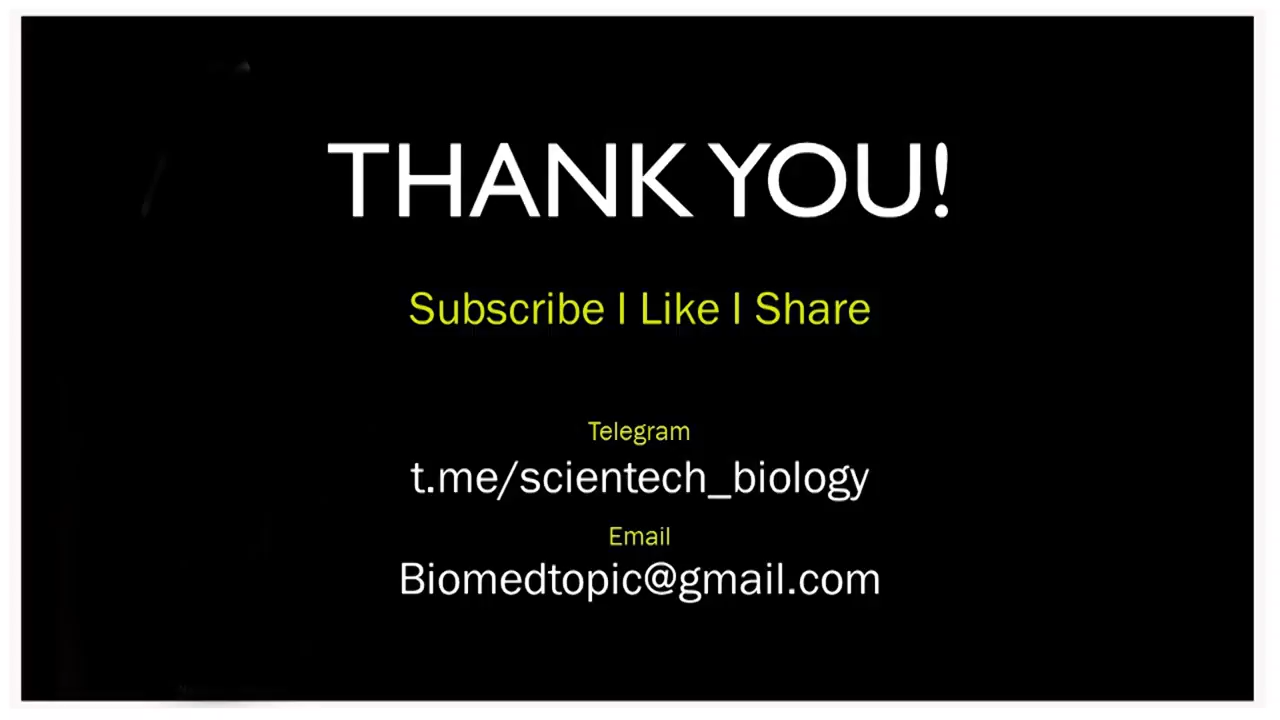 THANK YOU!
Subscribe I Like I Share
Telegram
t.me/scientech_biology
Email
Biomedtopic@gmail.com